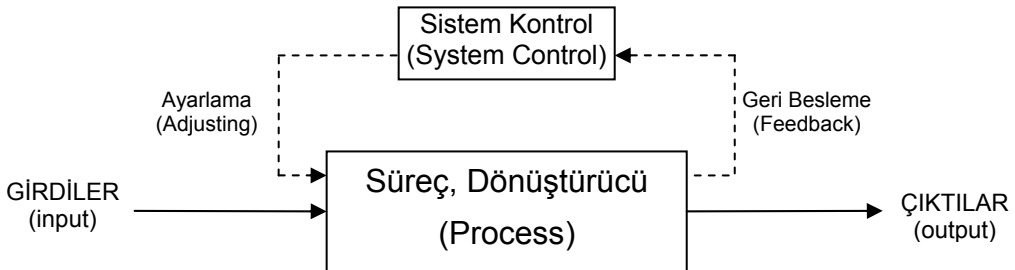 Sistem Kontrol
(System Control)
Ayarlama
(Adjusting)
Geri Besleme
(Feedback)
GİRDİLER
(input)
Süreç, Dönüştürücü
(Process)
ÇIKTILAR
(output)